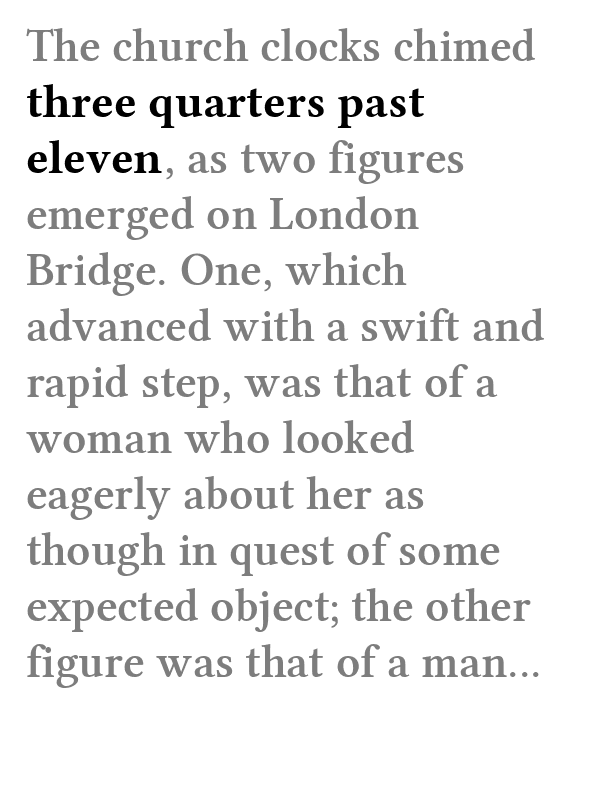 The church clocks chimed
three quarters past
eleven, as two figures
emerged on London
Bridge. One, which
advanced with a swift and
rapid step, was that of a
woman who looked
eagerly about her as
though in quest of some
expected object; the other
figure was that of a man...